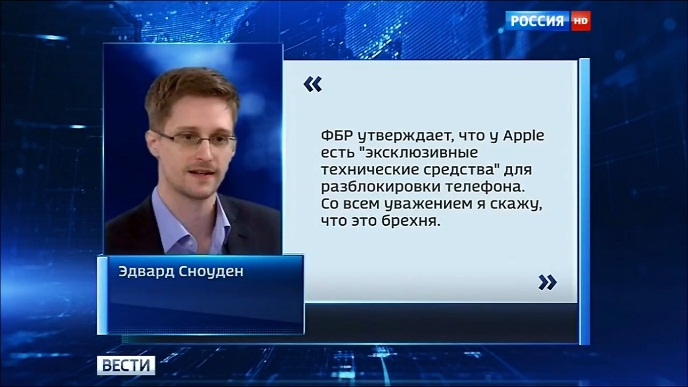 РОССИЯ HD
«
ФБР утверждает, что у Apple
есть "эксклюзивные
технические средства" для
разблокировки телефона.
Со всем уважением я скажу,
что это брехня.
»
Эдвард Сноуден
ВЕСТИ